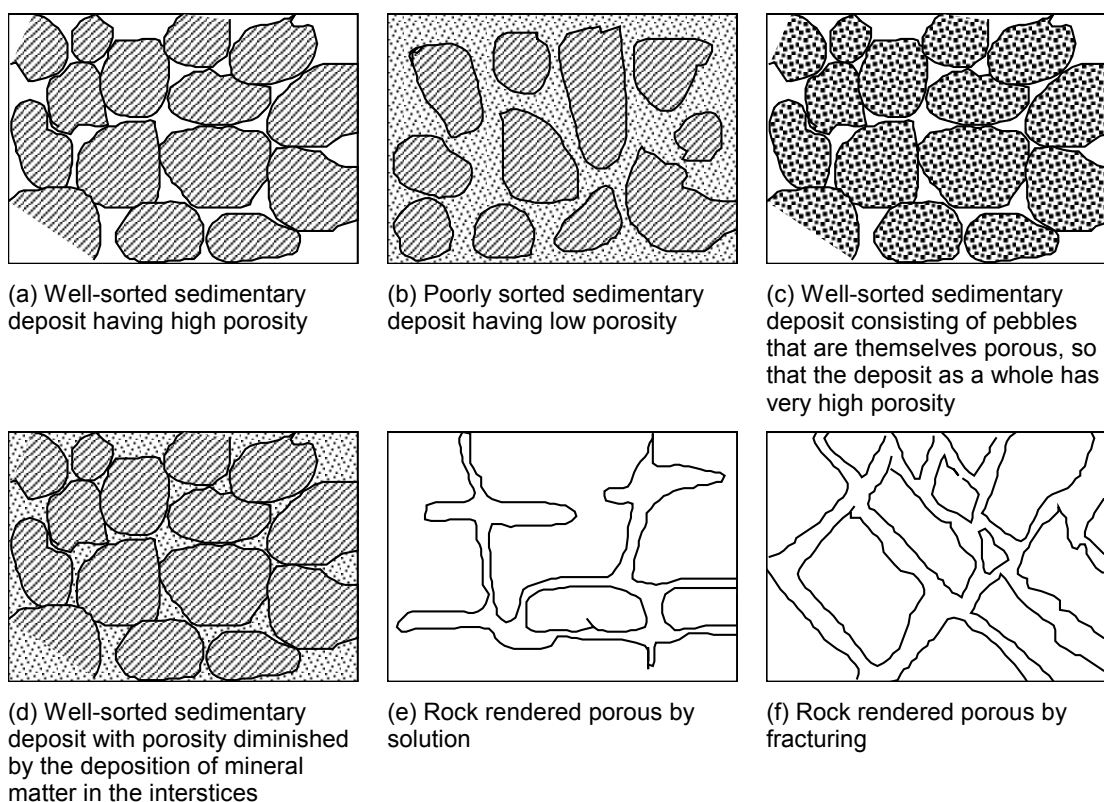 (a) Well-sorted sedimentary
deposit having high porosity
(b) Poorly sorted sedimentary
deposit having low porosity
(c) Well-sorted sedimentary
deposit consisting of pebbles
that are themselves porous, so
that the deposit as a whole has
very high porosity
(d) Well-sorted sedimentary
deposit with porosity diminished
by the deposition of mineral
matter in the interstices
(e) Rock rendered porous by
solution
(f) Rock rendered porous by
fracturing